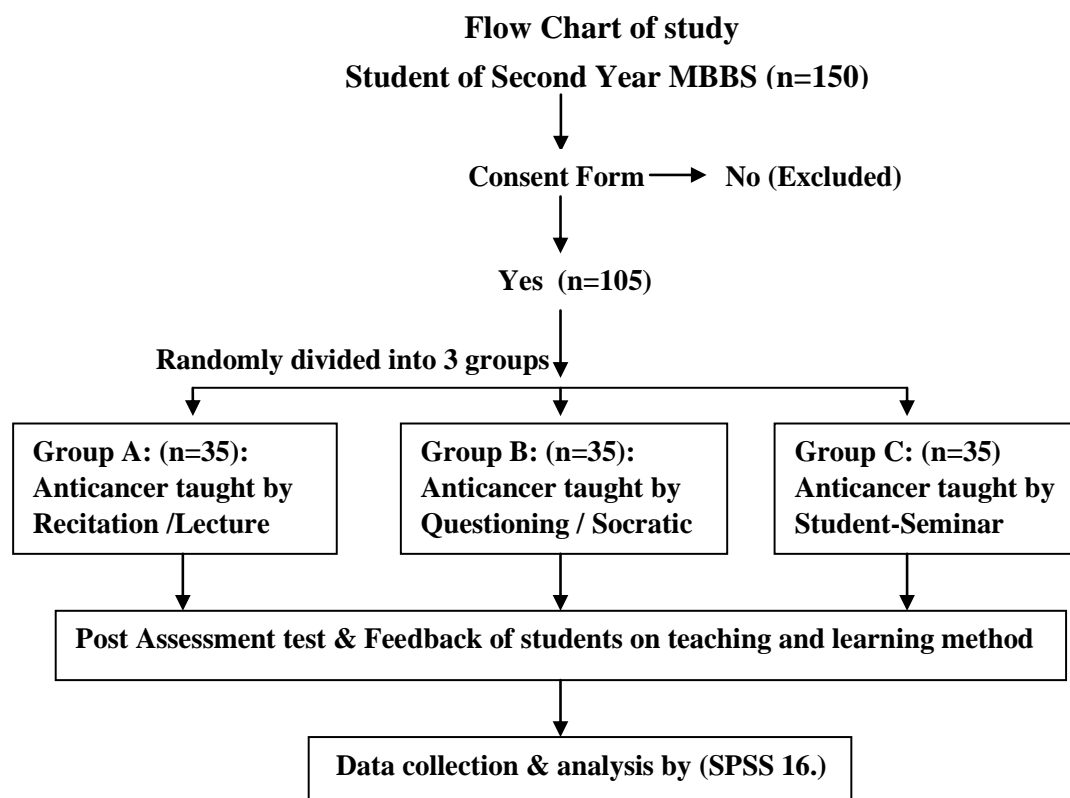 Flow Chart of study
Student of Second Year MBBS (n=150)
Consent Form
No (Excluded)
Yes (n=105)
Randomly divided into 3 groups
Group A: (n=35):
Anticancer taught by
Recitation /Lecture
Group B: (n=35):
Anticancer taught by
Questioning / Socratic
Group C: (n=35)
Anticancer taught by
Student-Seminar
Post Assessment test & Feedback of students on teaching and learning method
Data collection & analysis by (SPSS 16.)